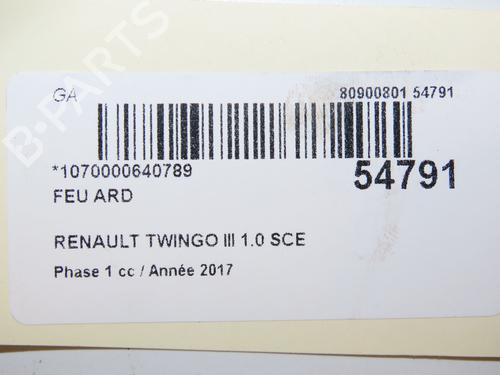 GA
80900801 54791
*1070000640789
54791
FEU ARD
RENAULT TWINGO III 1.0 SCE
Phase 1 cc / Année 2017
B-PARTS